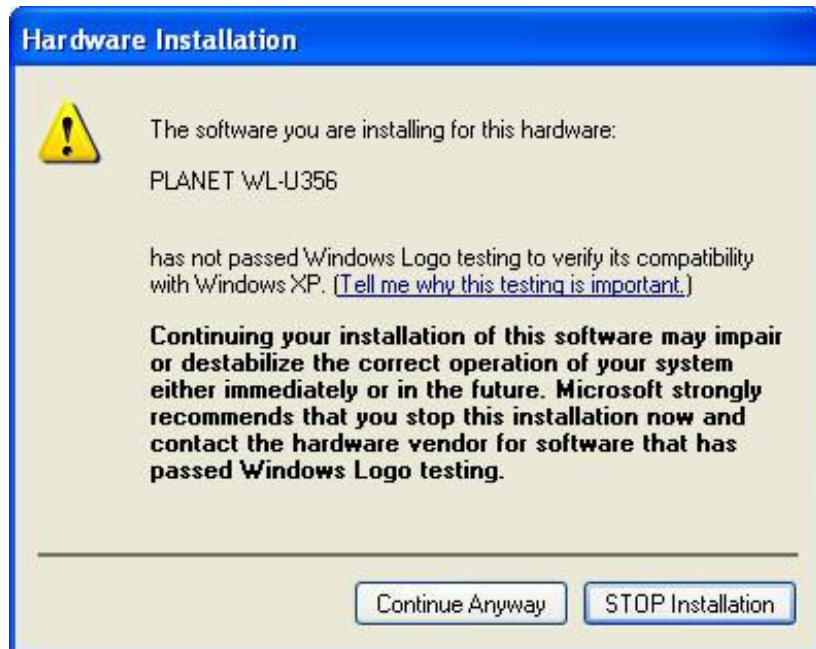 Hardware Installation
The software you are installing for this hardware:
PLANET WL-U356
has not passed Windows Logo testing to verify its compatibility
with Windows XP. (Tell me why this testing is important.)
Continuing your installation of this software may impair
or destabilize the correct operation of your system
either immediately or in the future. Microsoft strongly
recommends that you stop this installation now and
contact the hardware vendor for software that has
passed Windows Logo testing.
Continue Anyway
STOP Installation